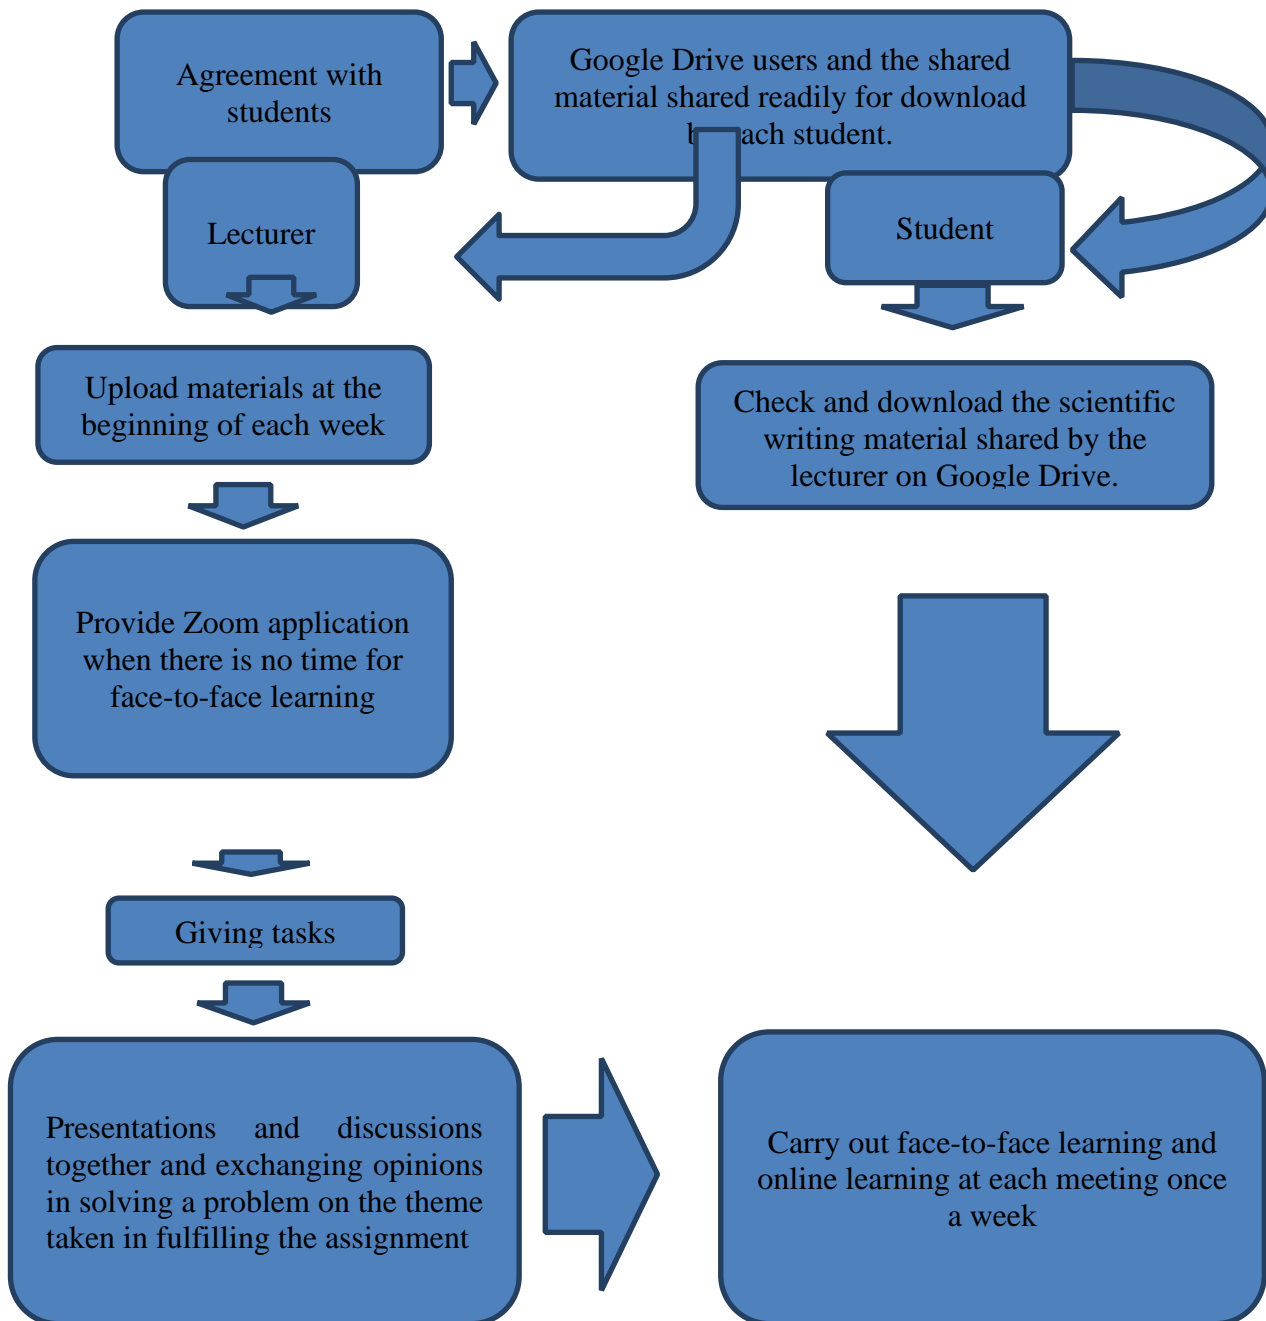 Agreement with
students
Google Drive users and the shared
material shared readily for download
each student.
Lecturer
Student
Upload materials at the
beginning of each week
Check and download the scientific
writing material shared by the
lecturer on Google Drive.
Provide Zoom application
when there is no time for
face-to-face learning
Giving tasks
Presentations and discussions
together and exchanging opinions
in solving a problem on the theme
taken in fulfilling the assignment
Carry out face-to-face learning and
online learning at each meeting once
a week